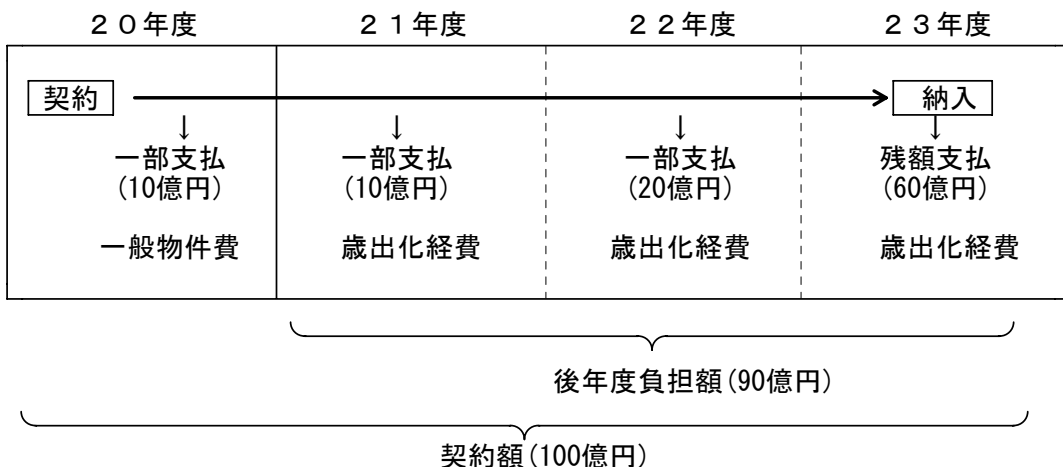 ２０年度　２１年度　２２年度　２３年度
契約　納入
↓　↓　↓　↓
一部支払　一部支払　一部支払　残額支払
(10億円)　(10億円)　(20億円)　(60億円)
一般物件費　歳出化経費　歳出化経費　歳出化経費
後年度負担額(90億円)
契約額(100億円)